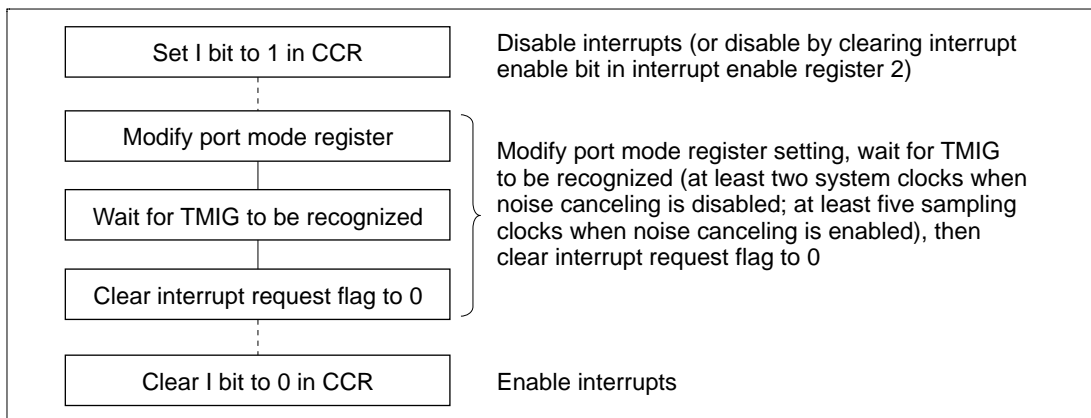 Set I bit to 1 in CCR
Disable interrupts (or disable by clearing interrupt
enable bit in interrupt enable register 2)
Modify port mode register
Wait for TMIG to be recognized
Clear interrupt request flag to 0
Modify port mode register setting, wait for TMIG
to be recognized (at least two system clocks when
noise canceling is disabled; at least five sampling
clocks when noise canceling is enabled), then
clear interrupt request flag to 0
Clear I bit to 0 in CCR
Enable interrupts